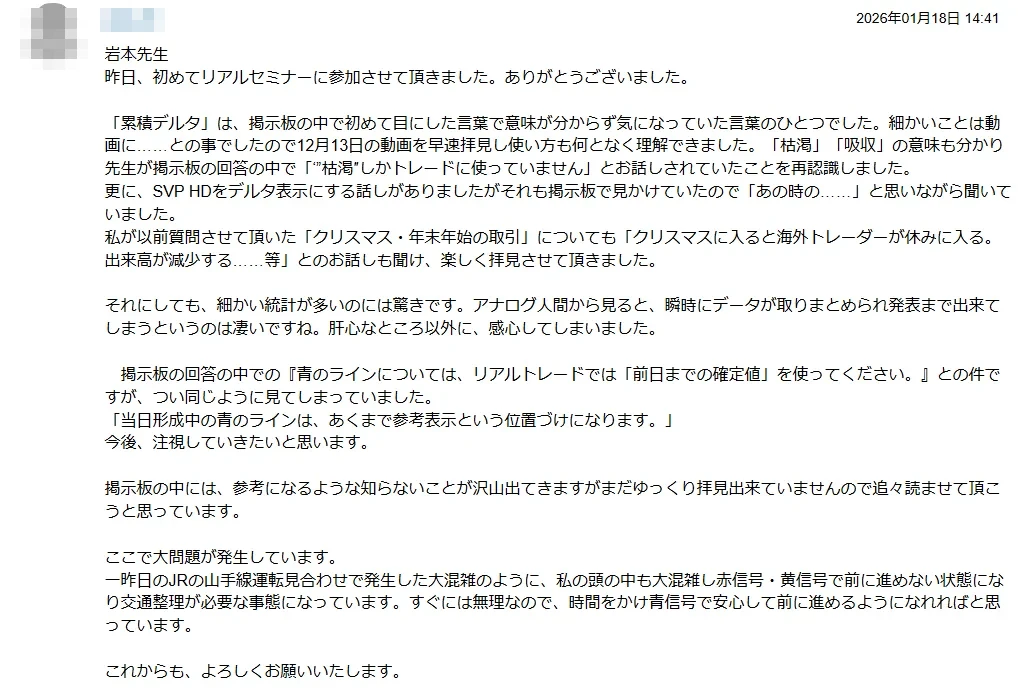 2026年01月18日 14:41
岩本先生
昨日、初めてリアルセミナーに参加させて頂きました。ありがとうございました。
「累積デルタ」は、掲示板の中で初めて目にした言葉で意味が分からず気になっていた言葉のひとつでした。細かいことは動
画に……との事でしたので12月13日の動画を早速拝見し使い方も何となく理解できました。「枯渇」「吸収」の意味も分かり
先生が掲示板の回答の中で「“”枯渇″しかトレードに使っていません」とお話しされていたことを再認識しました。
更に、SVP HDをデルタ表示にする話しがありましたがそれも掲示板で見かけていたので「あの時の……」と思いながら聞いて
いました。
私が以前質問させて頂いた「クリスマス・年末年始の取引」についても「クリスマスに入ると海外トレーダーが休みに入る。
出来高が減少する……等」とのお話しも聞け、楽しく拝見させて頂きました。
それにしても、細かい統計が多いのには驚きです。アナログ人間から見ると、瞬時にデータが取りまとめられ発表まで出来て
しまうというのは凄いですね。肝心なところ以外に、感心してしまいました。
　掲示板の回答の中での『青のラインについては、リアルトレードでは「前日までの確定値」を使ってください。』との件で
すが、つい同じように見てしまっていました。
「当日形成中の青のラインは、あくまで参考表示という位置づけになります。」
今後、注視していきたいと思います。
掲示板の中には、参考になるような知らないことが沢山出てきますがまだゆっくり拝見出来ていませんので追々読ませて頂こ
うと思っています。
ここで大問題が発生しています。
一昨日のJRの山手線運転見合わせで発生した大混雑のように、私の頭の中も大混雑し赤信号・黄信号で前に進めない状態にな
り交通整理が必要な事態になっています。すぐには無理なので、時間をかけ青信号で安心して前に進めるようになれればと思
っています。
これからも、よろしくお願いいたします。